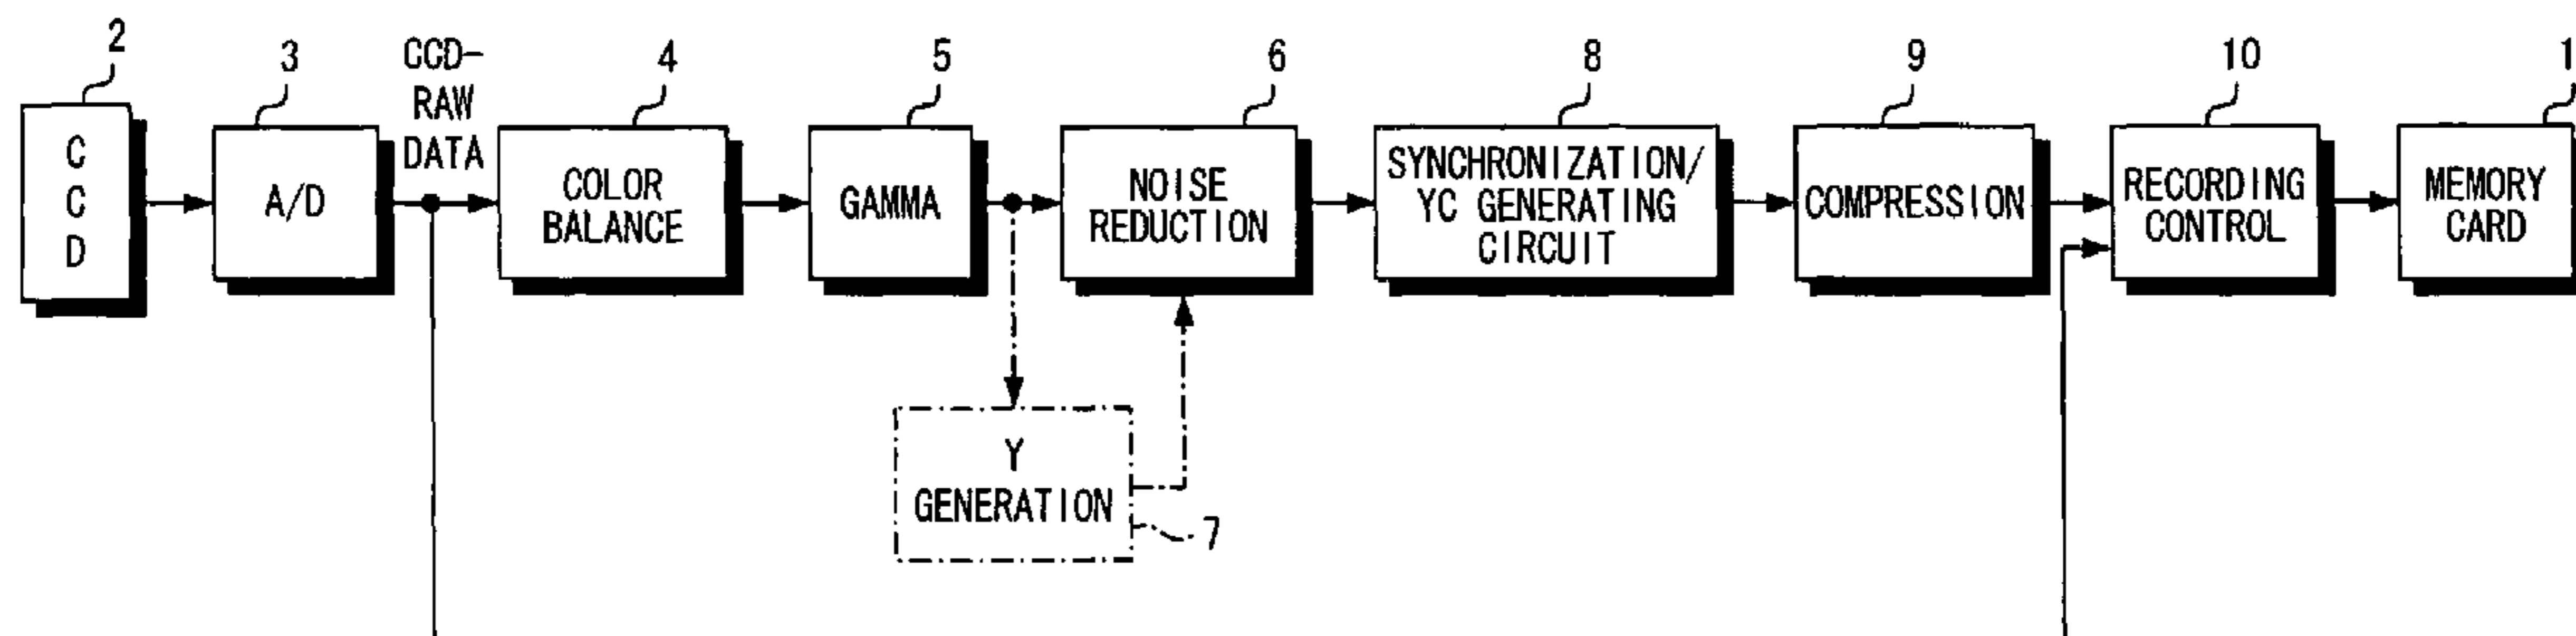 2
3
CCD-
RAW
DATA
4
5
6
8
9
10
1
C
C
D
A/D
COLOR
BALANCE
GAMMA
NOISE
REDUCTION
SYNCHRONIZATION/
YC GENERATING
CIRCUIT
COMPRESSION
RECORDING
CONTROL
MEMORY
CARD
Y
GENERATION
7